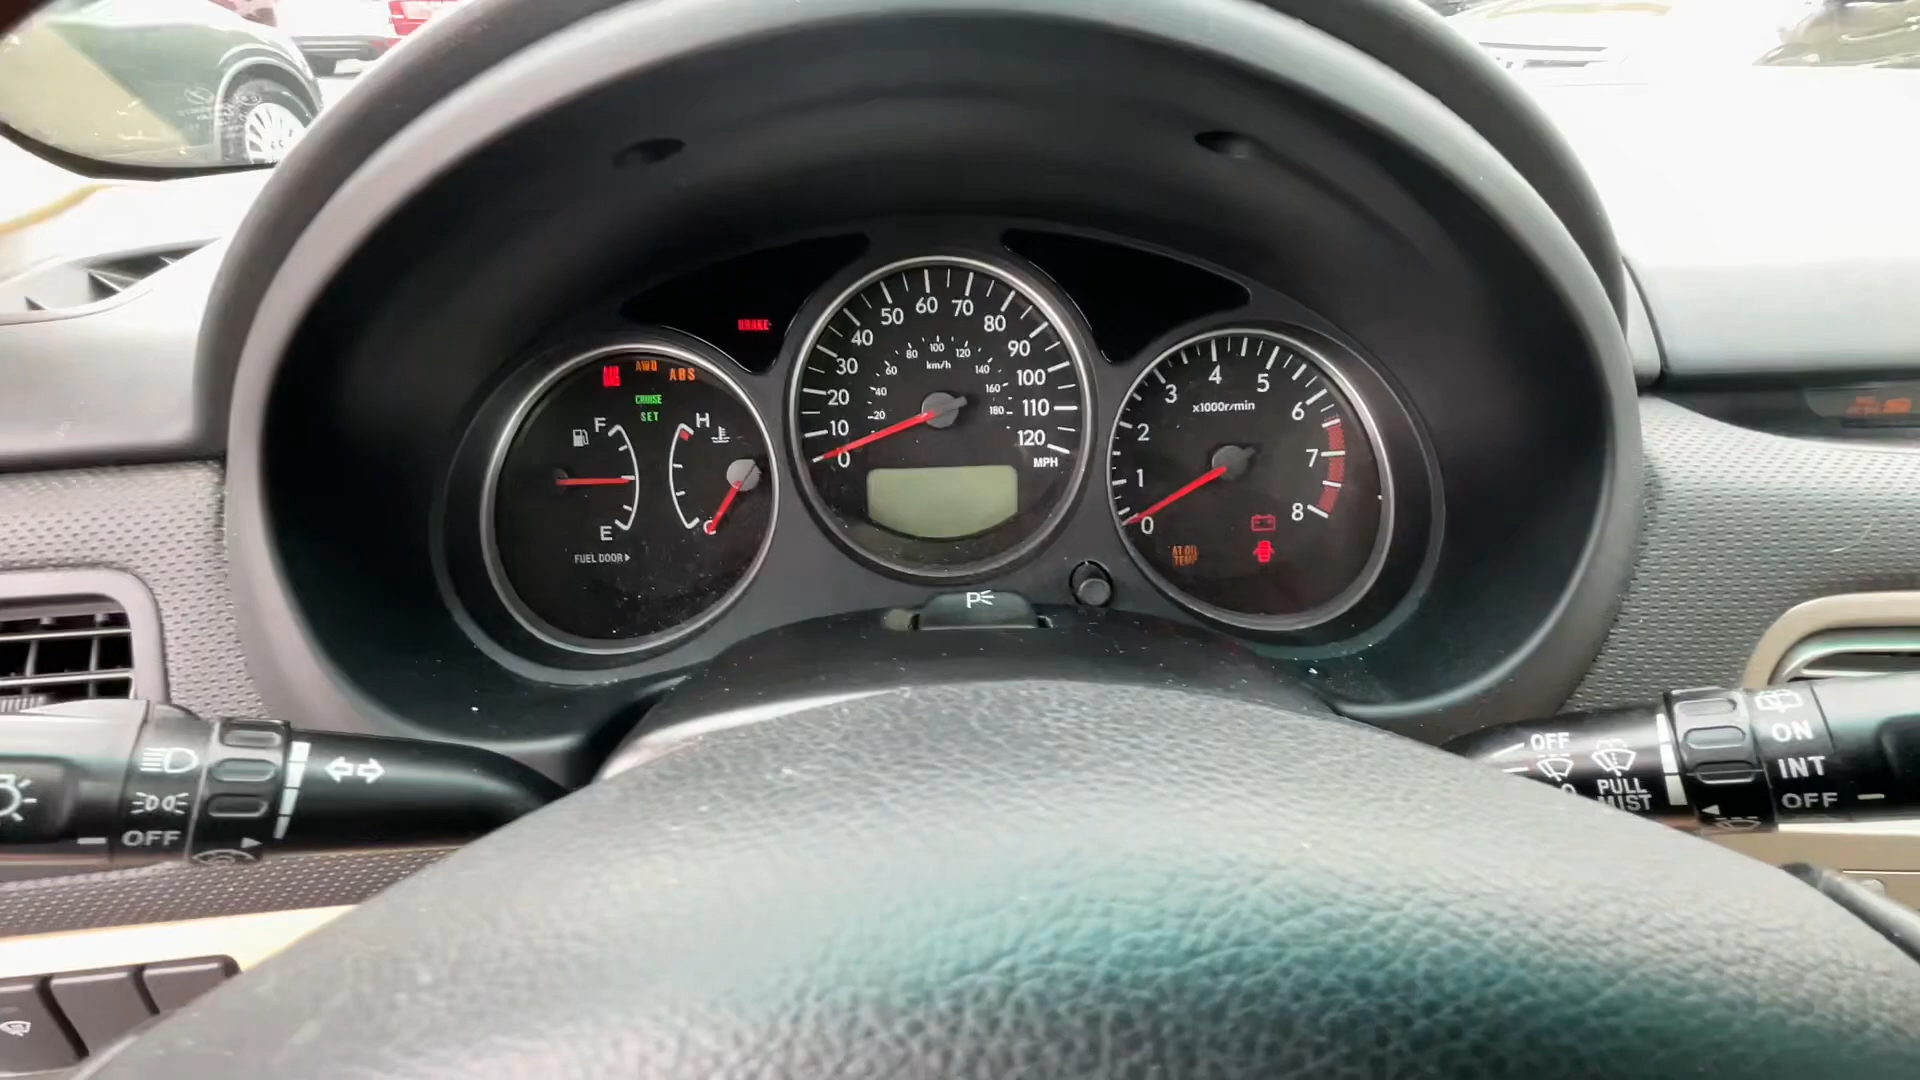 BRAKE
AWD
ABS
CRUISE
SET
F
H
E
C
FUEL DOOR
0
10
20
30
40
50
60
70
80
90
100
110
120
MPH
20
40
60
80
100
120
140
160
180
km/h
0
1
2
3
4
5
6
7
8
x1000r/min
AT OIL
TEMP
P
OFF
OFF
PULL
MIST
ON
INT
OFF